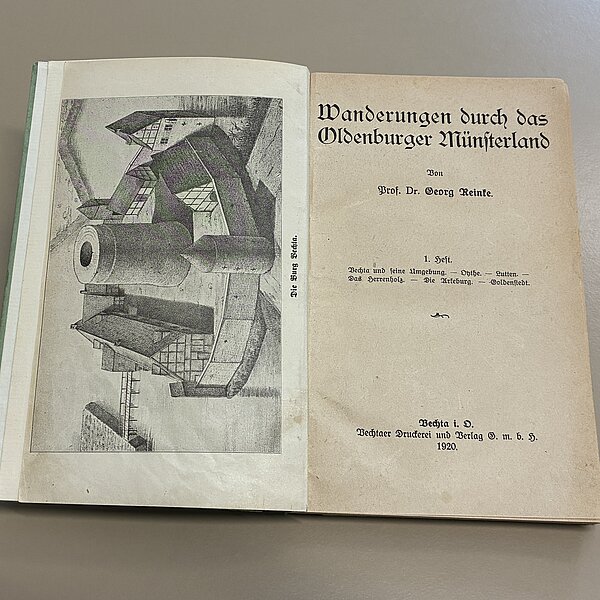 Die Burg Vechta.
Wanderungen durch das
Oldenburger Münsterland
Von
Prof. Dr. Georg Reinke.
1. Heft.
Vechta und seine Umgebung. — Oythe. — Lutten. —
Das Herrenholz. — Die Arkeburg. — Goldenstedt.
Vechta i. O.
Vechtaer Druckerei und Verlag G. m. b. H.
1920.